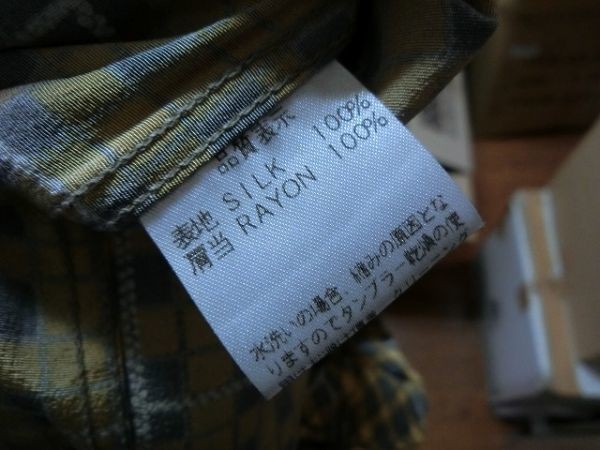 品質表示
表地 SILK 100%
肩当 RAYON 100%
水洗いの場合、縮みの原因とな
りますのでタンブラー乾燥の使